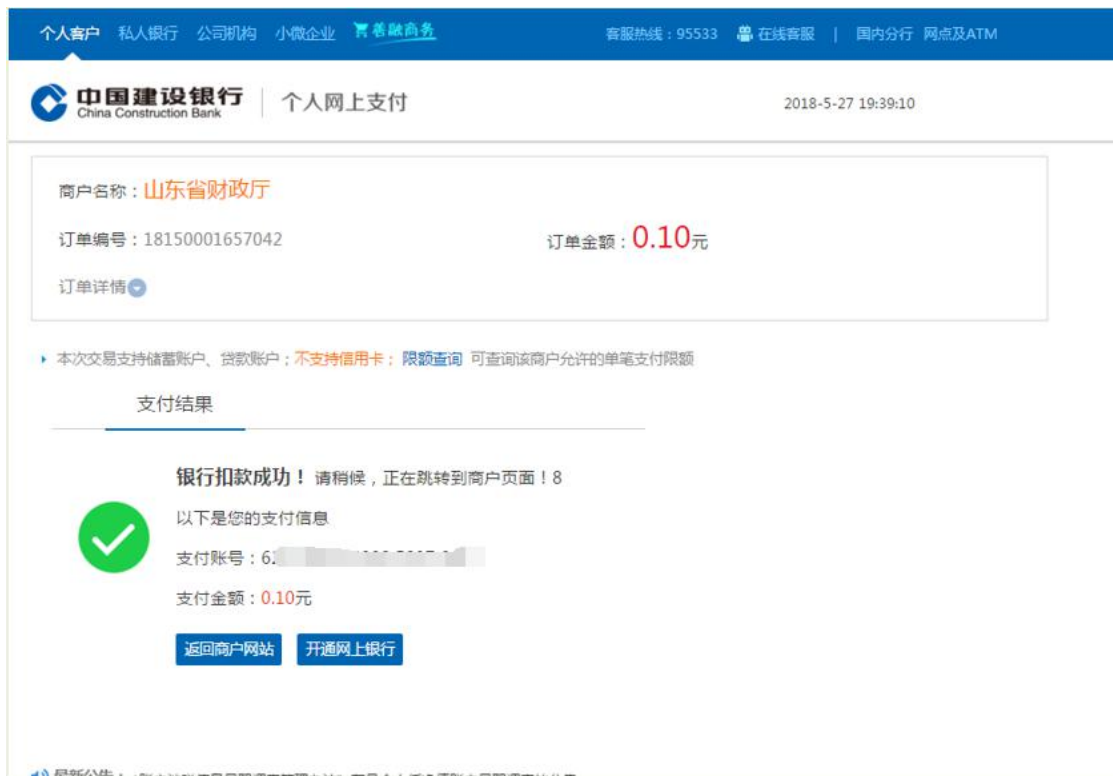 个人客户 私人银行 公司机构 小微企业 善融商务 客服热线：95533 在线客服 | 国内分行 网点及ATM
中国建设银行 China Construction Bank 个人网上支付 2018-5-27 19:39:10
商户名称：山东省财政厅
订单编号：18150001657042 订单金额：0.10元
订单详情
本次交易支持储蓄账户、贷款账户；不支持信用卡； 限额查询 可查询该商户允许的单笔支付限额
支付结果
银行扣款成功！请稍候，正在跳转到商户页面！8
以下是您的支付信息
支付账号：6
支付金额：0.10元
返回商户网站 开通网上银行
最新公告